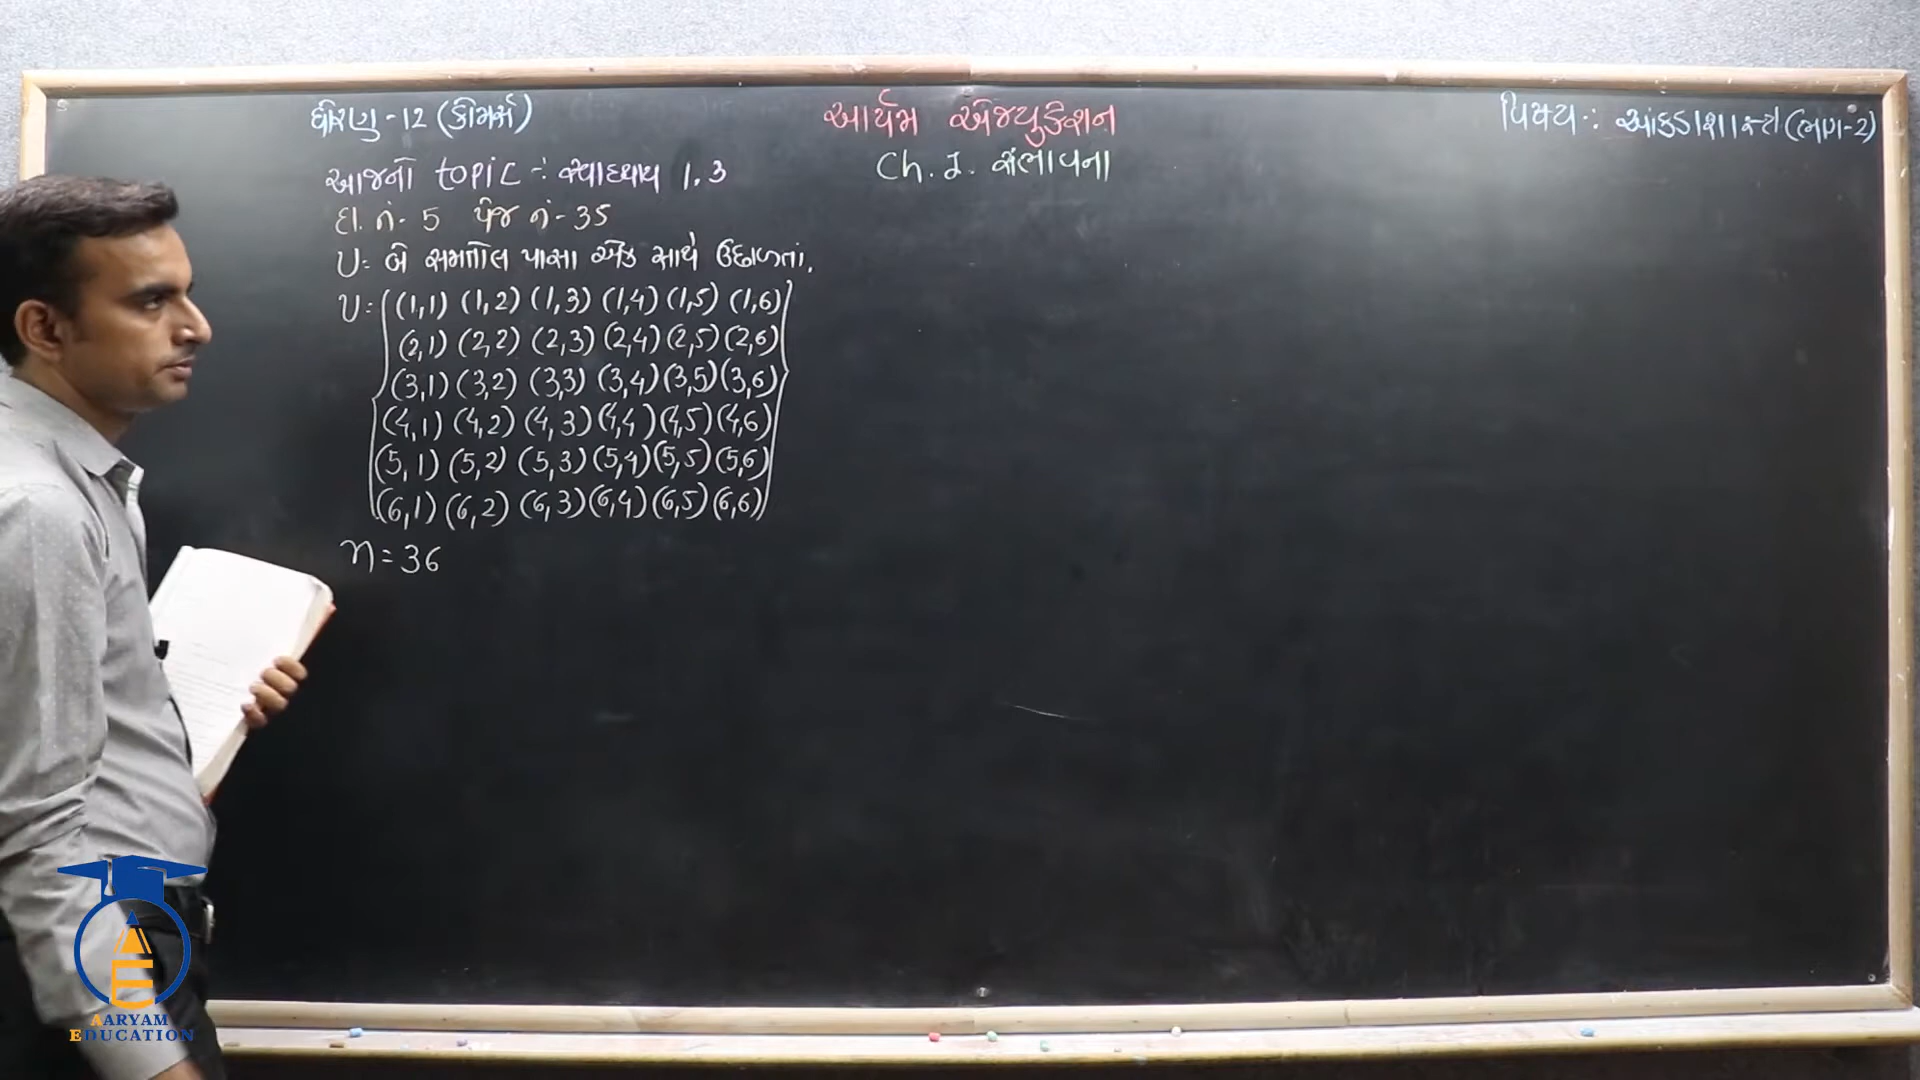 ધોરણ - 12 (કોમર્સ)
આર્યમ એજ્યુકેશન
વિષય : આંકડાશાસ્ત્ર (ભાગ-2)
Ch. 1. સંભાવના
આજનો topic :- સ્વાધ્યાય 1.3
દા. નં - 5 પેજ નં - 35
U = બે સમતોલ પાસા એક સાથે ઉછાળતાં.
U = { (1,1) (1,2) (1,3) (1,4) (1,5) (1,6)
(2,1) (2,2) (2,3) (2,4) (2,5) (2,6)
(3,1) (3,2) (3,3) (3,4) (3,5) (3,6)
(4,1) (4,2) (4,3) (4,4) (4,5) (4,6)
(5,1) (5,2) (5,3) (5,4) (5,5) (5,6)
(6,1) (6,2) (6,3) (6,4) (6,5) (6,6) }
n = 36
AARYAM
EDUCATION